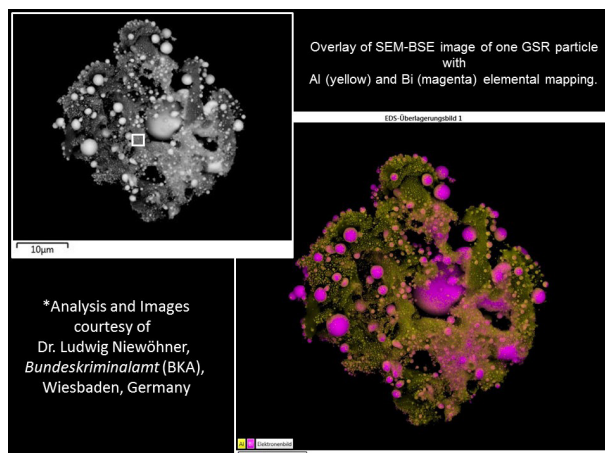 Overlay of SEM-BSE image of one GSR particle
with
Al (yellow) and Bi (magenta) elemental mapping.
EDS-Überlagerungsbild 1
10µm
*Analysis and Images
courtesy of
Dr. Ludwig Niewöhner,
Bundeskriminalamt (BKA),
Wiesbaden, Germany
Al Elektronenbild